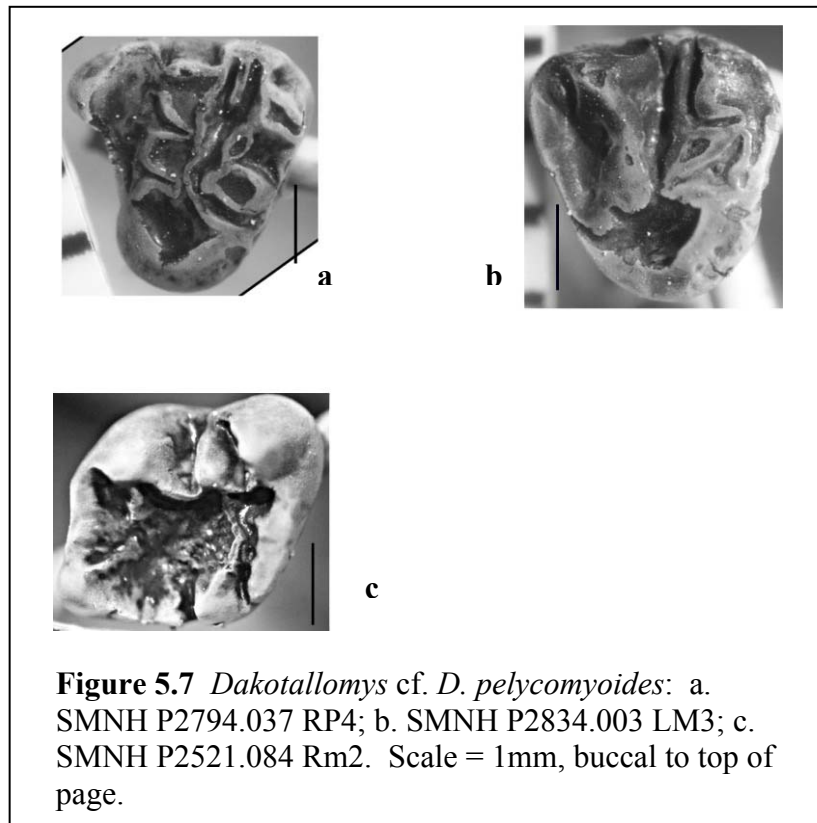 a
b
c
Figure 5.7 Dakotallomys cf. D. pelycomyoides: a.
SMNH P2794.037 RP4; b. SMNH P2834.003 LM3; c.
SMNH P2521.084 Rm2. Scale = 1mm, buccal to top of
page.